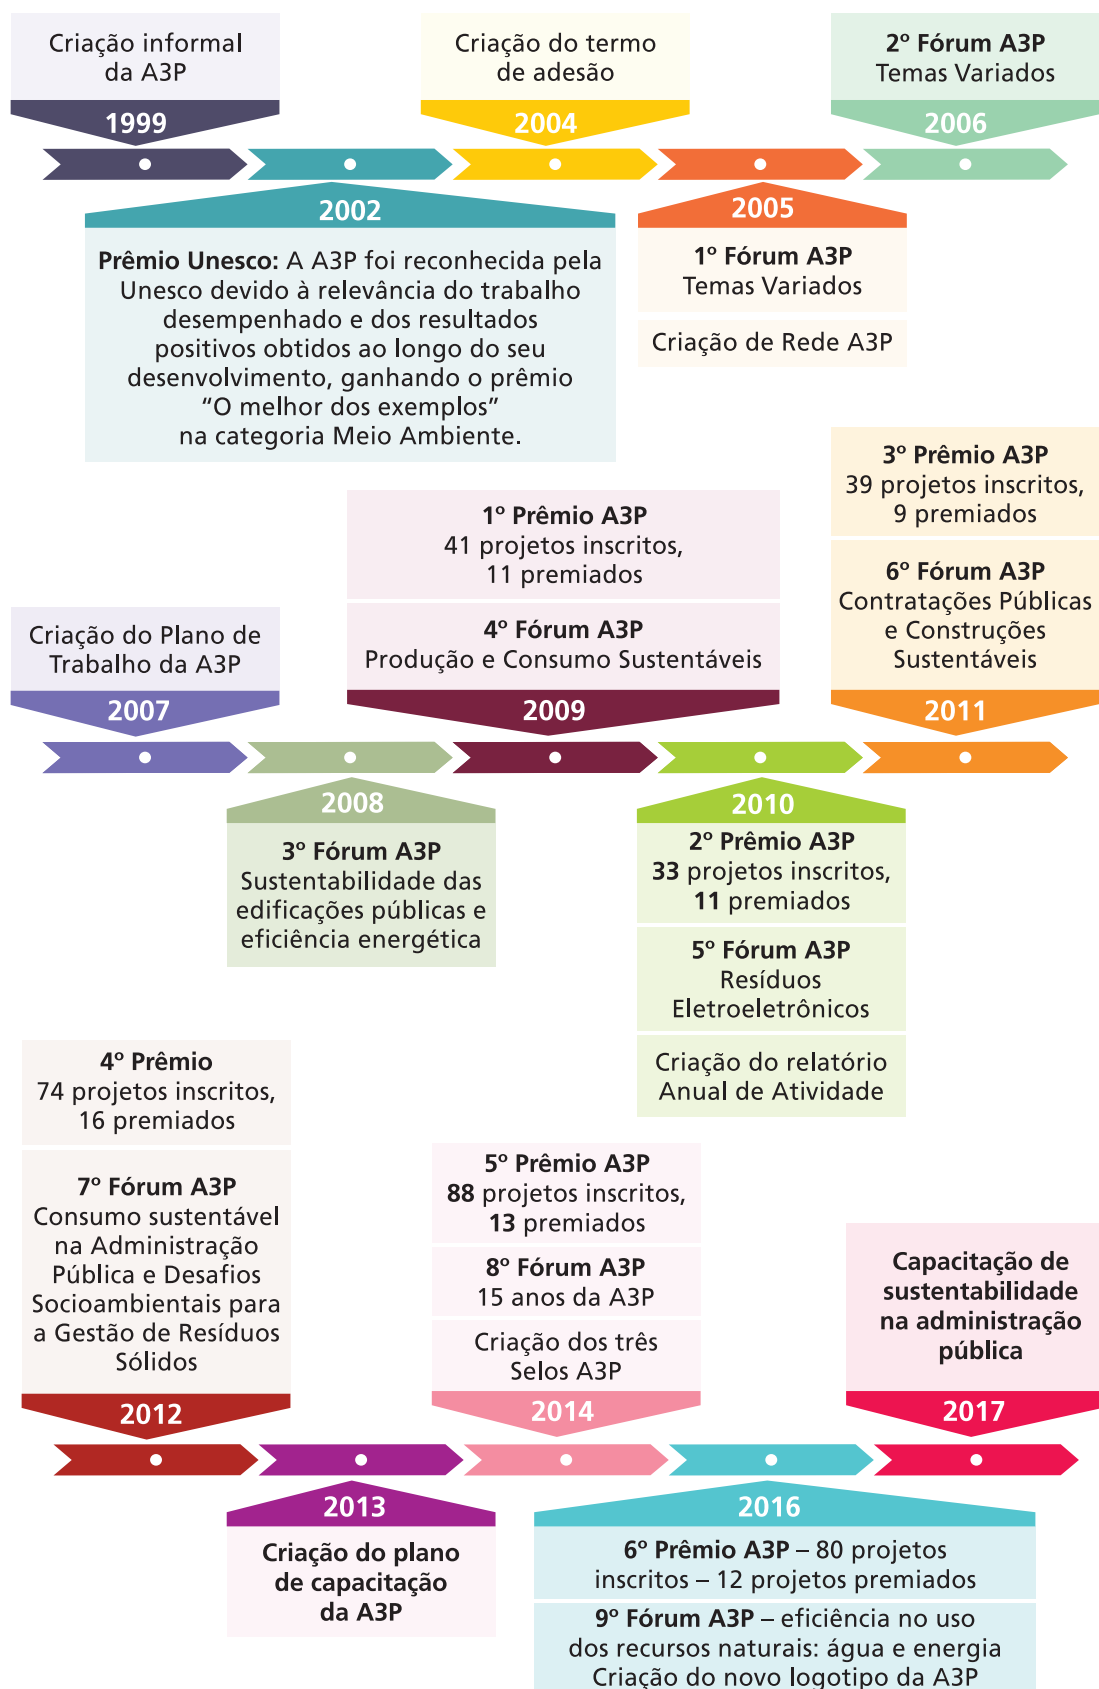 Criação informal
da A3P
1999
Prêmio Unesco: A A3P foi reconhecida pela
Unesco devido à relevância do trabalho
desempenhado e dos resultados
positivos obtidos ao longo do seu
desenvolvimento, ganhando o prêmio
“O melhor dos exemplos”
na categoria Meio Ambiente.
2002
Criação do termo
de adesão
2004
2005
1º Fórum A3P
Temas Variados
Criação de Rede A3P
2º Fórum A3P
Temas Variados
2006
Criação do Plano de
Trabalho da A3P
2007
2008
3º Fórum A3P
Sustentabilidade das
edificações públicas e
eficiência energética
1º Prêmio A3P
41 projetos inscritos,
11 premiados
4º Fórum A3P
Produção e Consumo Sustentáveis
2009
2010
2º Prêmio A3P
33 projetos inscritos,
11 premiados
5º Fórum A3P
Resíduos
Eletroeletrônicos
Criação do relatório
Anual de Atividade
3º Prêmio A3P
39 projetos inscritos,
9 premiados
6º Fórum A3P
Contratações Públicas
e Construções
Sustentáveis
2011
4º Prêmio
74 projetos inscritos,
16 premiados
7º Fórum A3P
Consumo sustentável
na Administração
Pública e Desafios
Socioambientais para
a Gestão de Resíduos
Sólidos
2012
2013
Criação do plano
de capacitação
da A3P
5º Prêmio A3P
88 projetos inscritos,
13 premiados
8º Fórum A3P
15 anos da A3P
Criação dos três
Selos A3P
2014
2016
6º Prêmio A3P – 80 projetos
inscritos – 12 projetos premiados
9º Fórum A3P – eficiência no uso
dos recursos naturais: água e energia
Criação do novo logotipo da A3P
Capacitação de
sustentabilidade
na administração
pública
2017